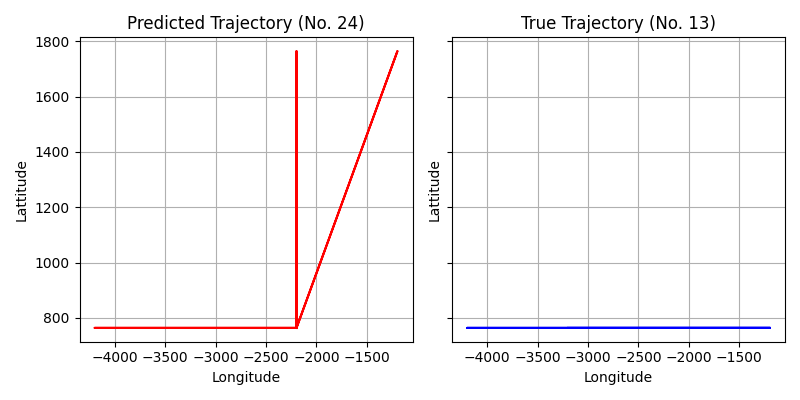 Predicted Trajectory (No. 24)
True Trajectory (No. 13)
1800
1600
1400
1200
1000
800
Lattitude
Lattitude
−4000 −3500 −3000 −2500 −2000 −1500
−4000 −3500 −3000 −2500 −2000 −1500
Longitude
Longitude